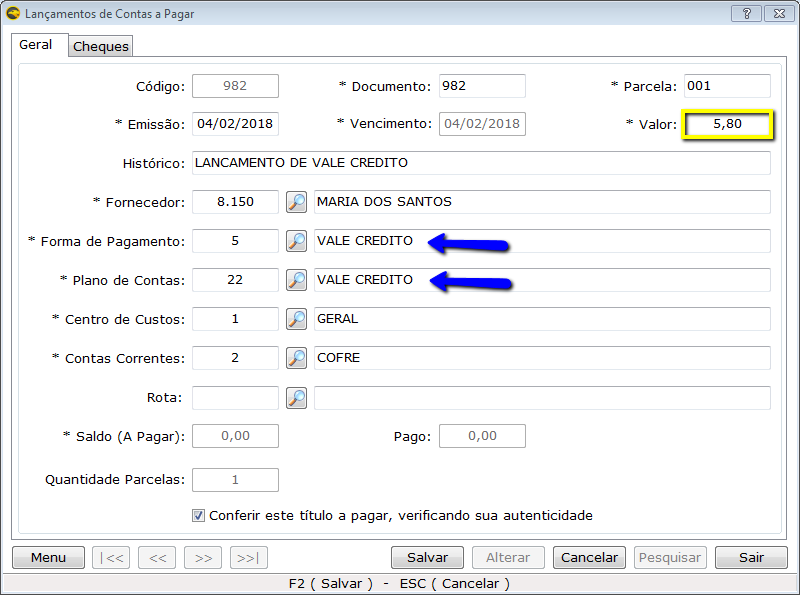 Lançamentos de Contas a Pagar
?
Geral
Cheques
Código: 982 * Documento: 982 * Parcela: 001
* Emissão: 04/02/2018 * Vencimento: 04/02/2018 * Valor: 5,80
Histórico: LANCAMENTO DE VALE CREDITO
* Fornecedor: 8.150 MARIA DOS SANTOS
* Forma de Pagamento: 5 VALE CREDITO
* Plano de Contas: 22 VALE CREDITO
* Centro de Custos: 1 GERAL
* Contas Correntes: 2 COFRE
Rota:
* Saldo (A Pagar): 0,00 Pago: 0,00
Quantidade Parcelas: 1
Conferir este título a pagar, verificando sua autenticidade
Menu |<< << >> >>| Salvar Alterar Cancelar Pesquisar Sair
F2 ( Salvar ) - ESC ( Cancelar )